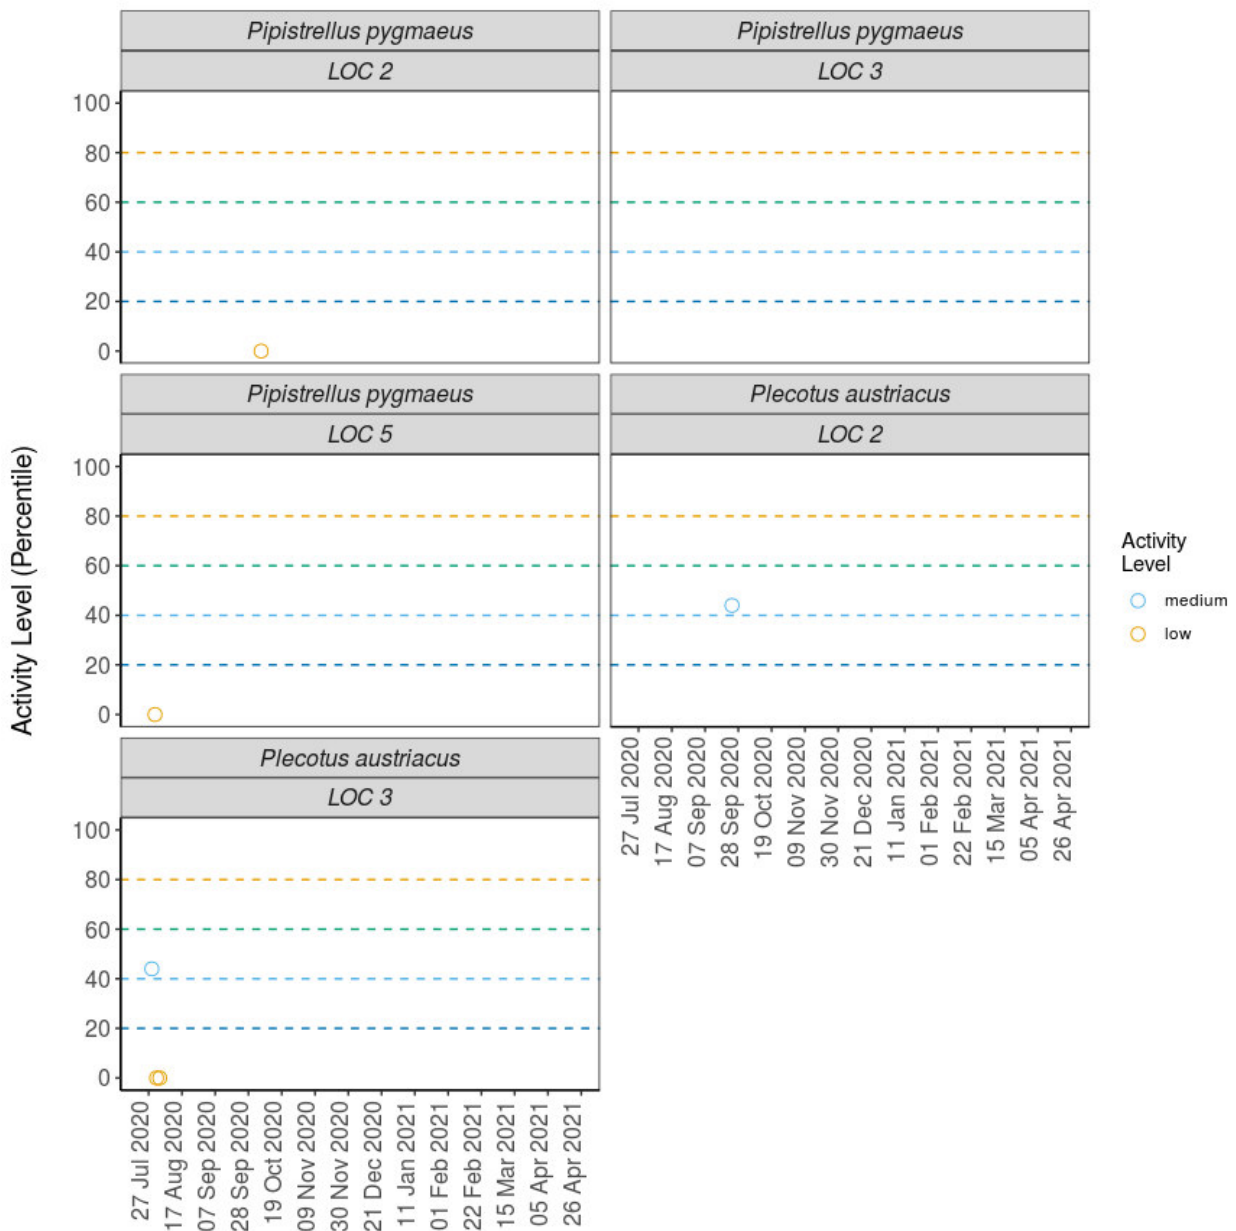 Pipistrellus pygmaeus
LOC 2
Pipistrellus pygmaeus
LOC 3
100
80
60
40
20
0
Pipistrellus pygmaeus
LOC 5
Plecotus austriacus
LOC 2
100
80
60
40
20
0
27 Jul 2020
17 Aug 2020
07 Sep 2020
28 Sep 2020
19 Oct 2020
09 Nov 2020
30 Nov 2020
21 Dec 2020
11 Jan 2021
01 Feb 2021
22 Feb 2021
15 Mar 2021
05 Apr 2021
26 Apr 2021
Plecotus austriacus
LOC 3
100
80
60
40
20
0
27 Jul 2020
17 Aug 2020
07 Sep 2020
28 Sep 2020
19 Oct 2020
09 Nov 2020
30 Nov 2020
21 Dec 2020
11 Jan 2021
01 Feb 2021
22 Feb 2021
15 Mar 2021
05 Apr 2021
26 Apr 2021
Activity Level (Percentile)
Activity
Level
medium
low